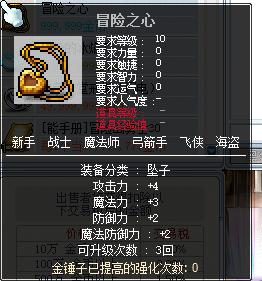 冒险之心
要求等级: 10
要求力量: -
要求敏捷: -
要求智力: -
要求运气: -
要求人气度: -
道具等级
道具经验值: -
新手 战士 魔法师 弓箭手 飞侠 海盗
装备分类 : 坠子
攻击力 : +4
魔法力 : +3
防御力 : +2
魔法防御力 : +2
可升级次数 : 3回
金锤子已提高的强化次数: 0